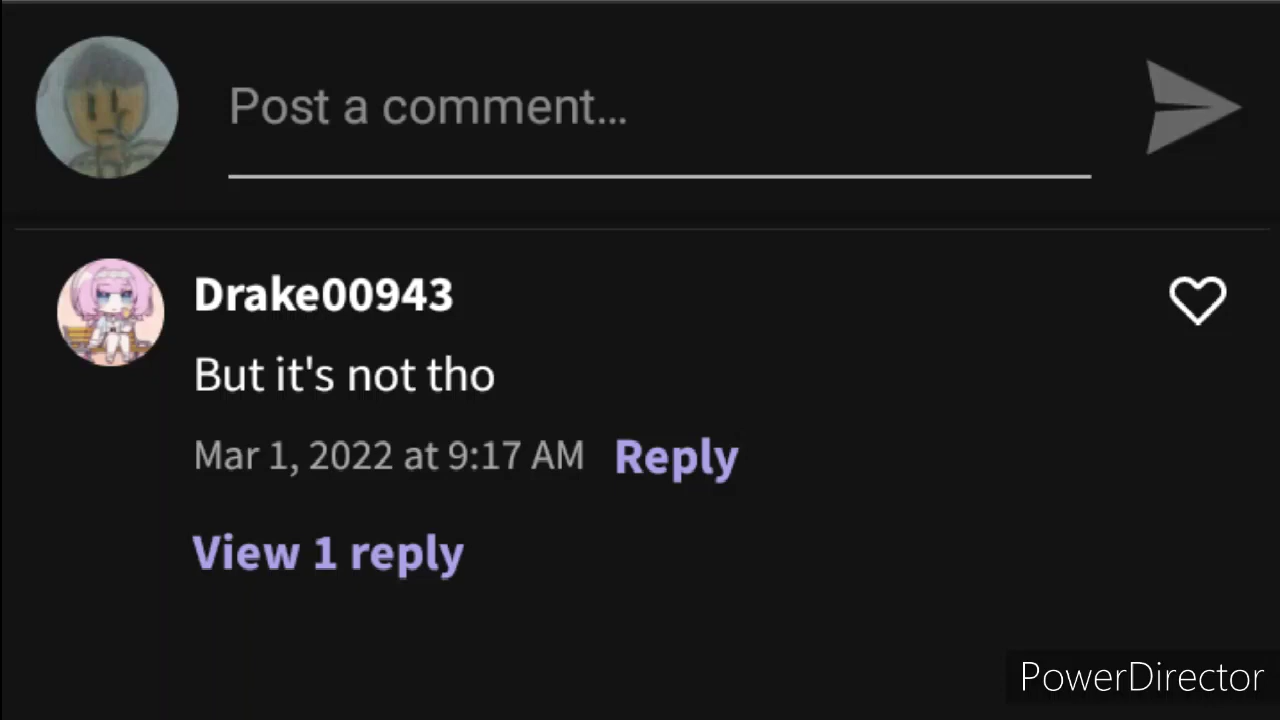 Post a comment...
Drake00943
But it's not tho
Mar 1, 2022 at 9:17 AM Reply
View 1 reply
PowerDirector